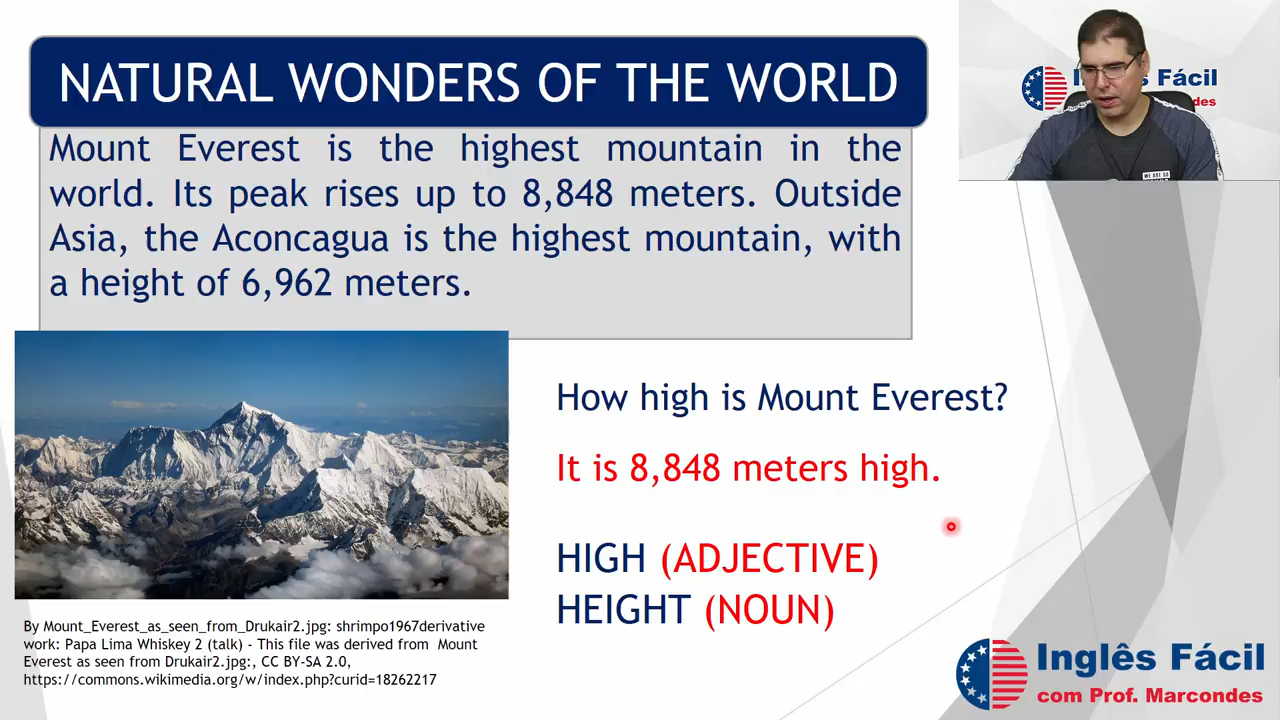 NATURAL WONDERS OF THE WORLD
Mount Everest is the highest mountain in the
world. Its peak rises up to 8,848 meters. Outside
Asia, the Aconcagua is the highest mountain, with
a height of 6,962 meters.
How high is Mount Everest?
It is 8,848 meters high.
HIGH (ADJECTIVE)
HEIGHT (NOUN)
By Mount_Everest_as_seen_from_Drukair2.jpg: shrimpo1967derivative
work: Papa Lima Whiskey 2 (talk) - This file was derived from Mount
Everest as seen from Drukair2.jpg:, CC BY-SA 2.0,
https://commons.wikimedia.org/w/index.php?curid=18262217
Fácil
WE ARE SO
Inglês Fácil
com Prof. Marcondes